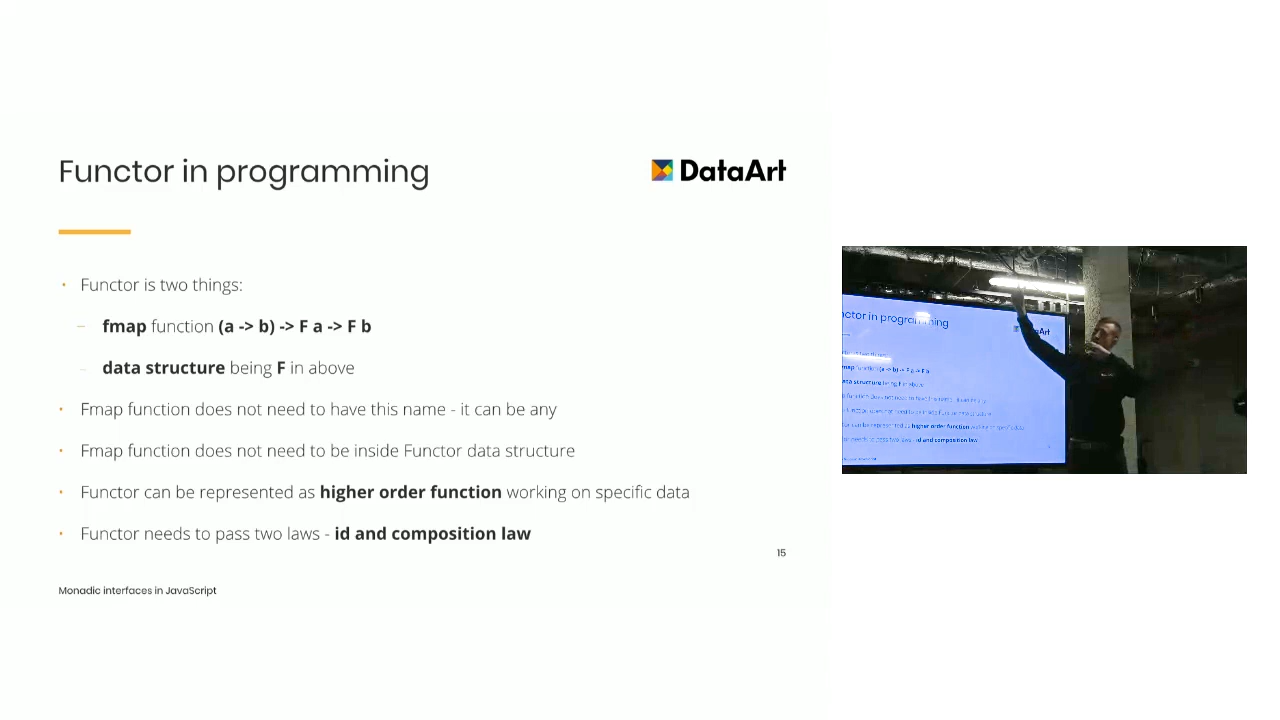 Functor in programming
DataArt
Functor is two things:
fmap function (a -> b) -> F a -> F b
data structure being F in above
Fmap function does not need to have this name - it can be any
Fmap function does not need to be inside Functor data structure
Functor can be represented as higher order function working on specific data
Functor needs to pass two laws - id and composition law
15
Monadic interfaces in JavaScript